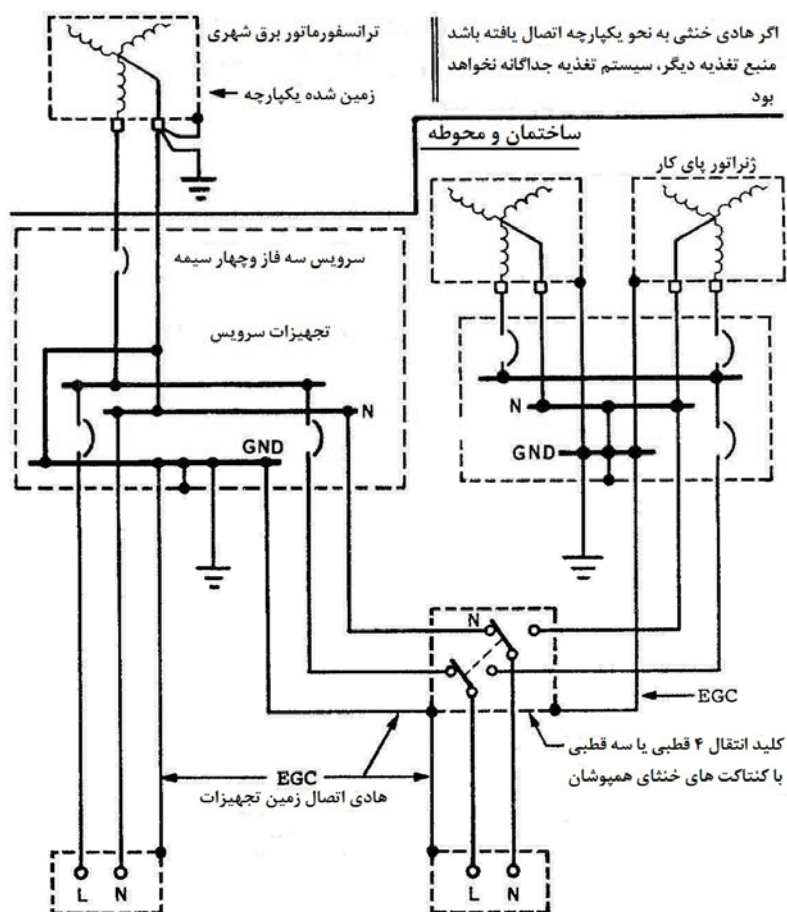 اگر هادی خنثی به نحو یکپارچه اتصال یافته باشد
منبع تغذیه دیگر، سیستم تغذیه جداگانه نخواهد
بود
ترانسفورماتور برق شهری
زمین شده یکپارچه
ساختمان و محوطه
ژنراتور پای کار
سرویس سه فاز وچهار سیمه
تجهیزات سرویس
N
GND
N
GND
N
EGC
کلید انتقال ۴ قطبی یا سه قطبی
با کنتاکت های خنثای همپوشان
EGC
هادی اتصال زمین تجهیزات
L N
L N